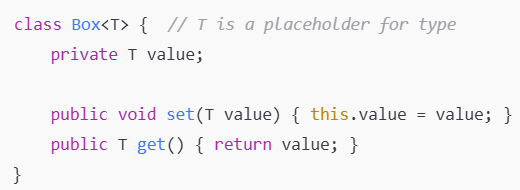 class Box<T> {  // T is a placeholder for type
    private T value;

    public void set(T value) { this.value = value; }
    public T get() { return value; }
}